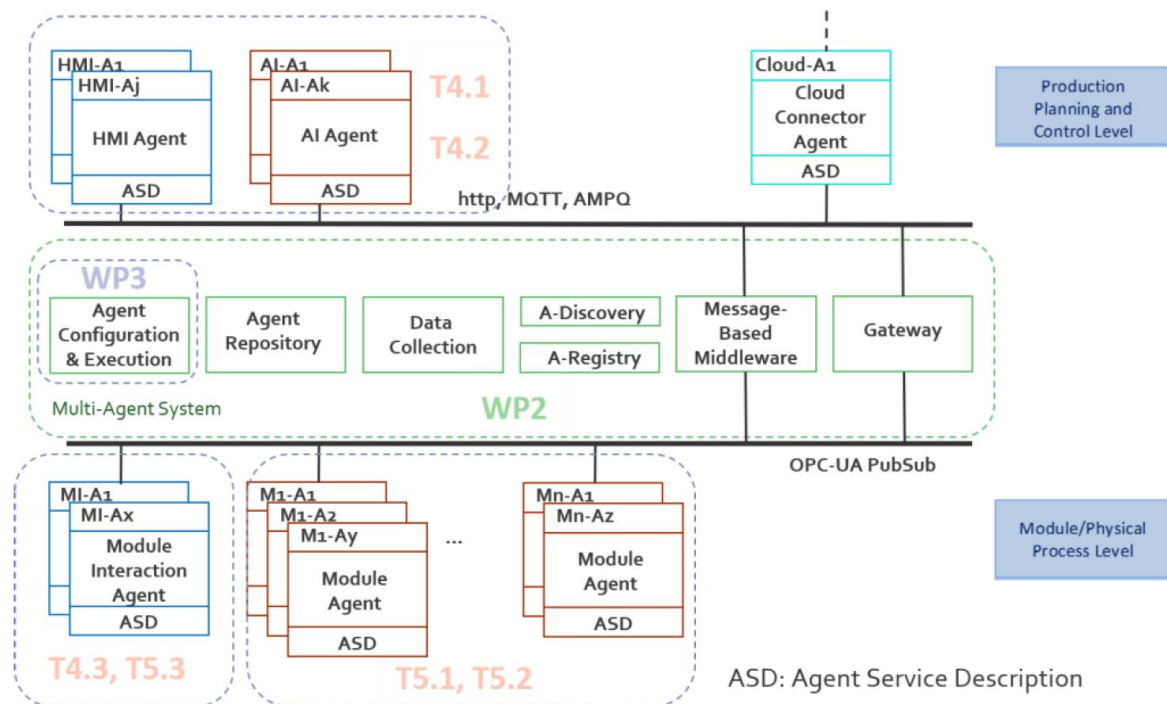 HMI-A1
HMI-Aj
HMI Agent
ASD
AI-A1
AI-Ak
AI Agent
ASD
T4.1
T4.2
Cloud-A1
Cloud
Connector
Agent
ASD
Production
Planning and
Control Level
http, MQTT, AMPQ
WP3
Agent
Configuration
& Execution
Agent
Repository
Data
Collection
A-Discovery
A-Registry
Message-
Based
Middleware
Gateway
Multi-Agent System
WP2
OPC-UA PubSub
MI-A1
MI-Ax
Module
Interaction
Agent
ASD
T4.3, T5.3
M1-A1
M1-A2
M1-Ay
Module
Agent
ASD
...
Mn-A1
Mn-Az
Module
Agent
ASD
T5.1, T5.2
Module/Physical
Process Level
ASD: Agent Service Description